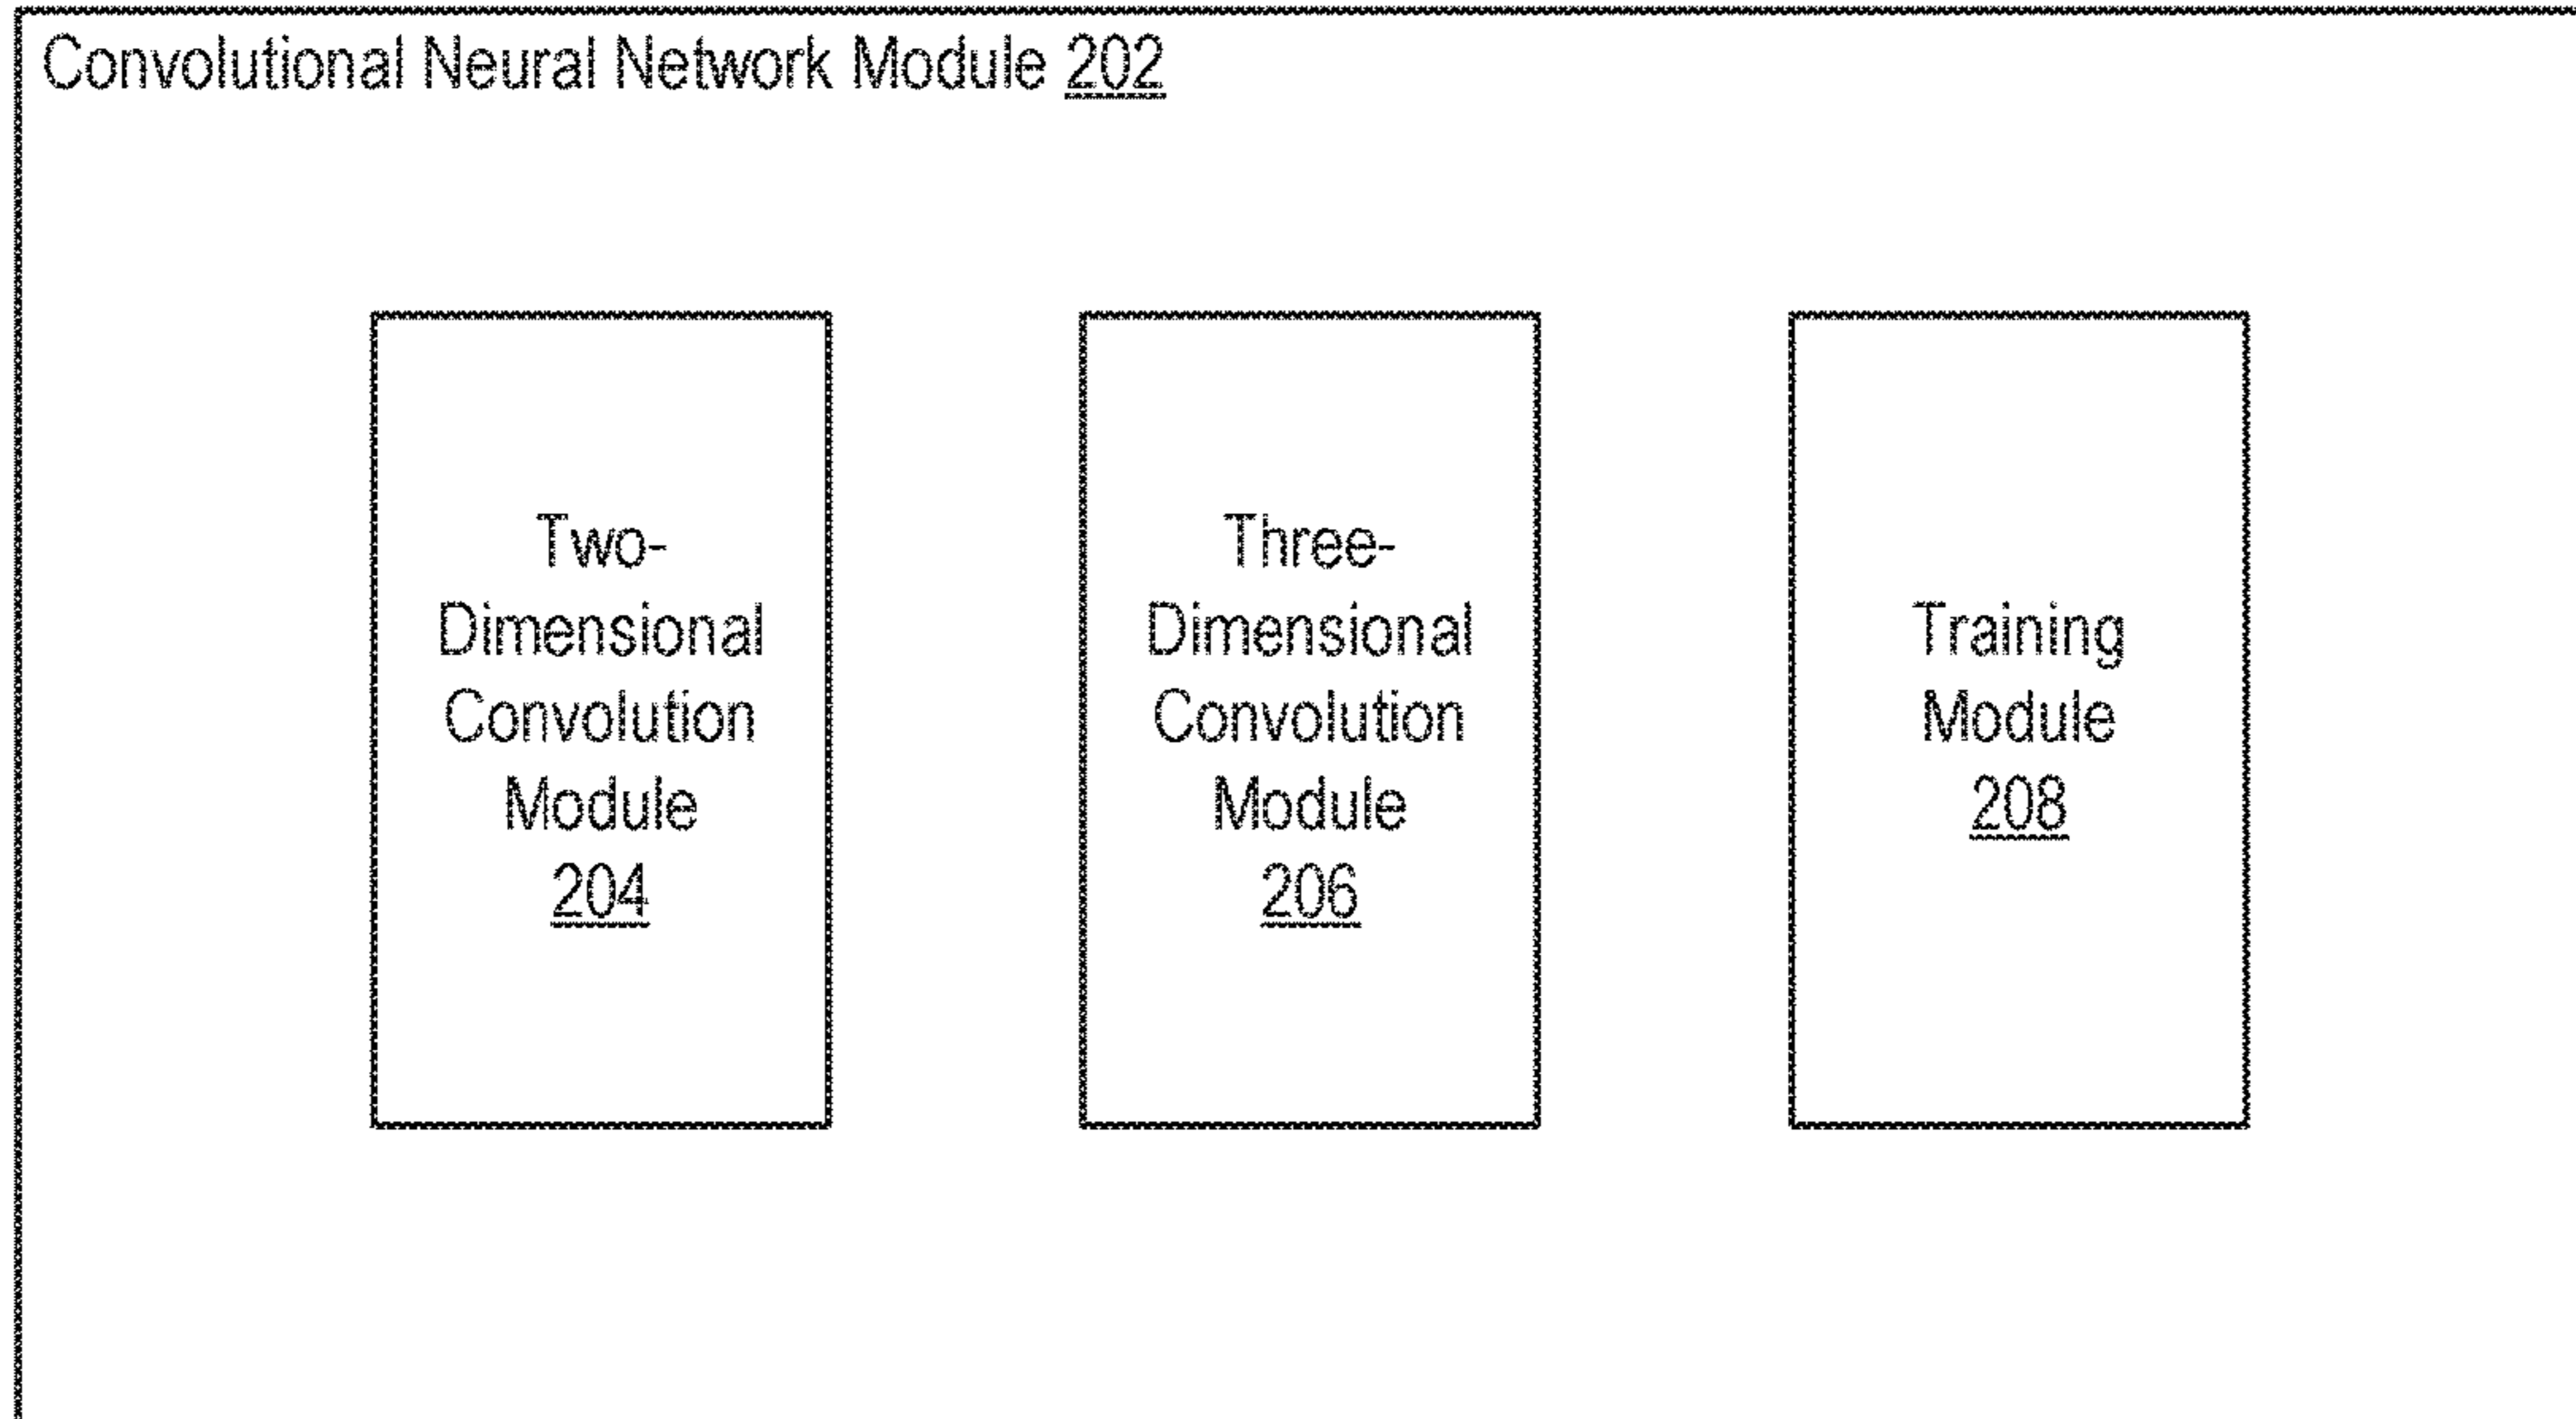 Convolutional Neural Network Module 202
Two-
Dimensional
Convolution
Module
204
Three-
Dimensional
Convolution
Module
206
Training
Module
208